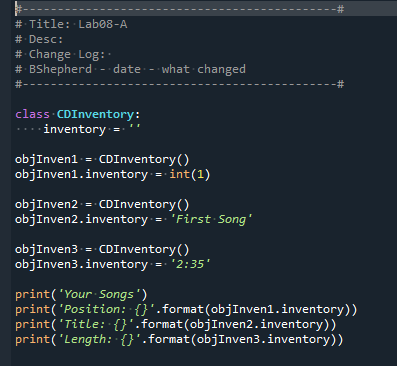 #------------------------------------------#
# Title: Lab08-A
# Desc:
# Change Log:
# BShepherd - date - what changed
#------------------------------------------#
class CDInventory:
    inventory = ''
objInven1 = CDInventory()
objInven1.inventory = int(1)
objInven2 = CDInventory()
objInven2.inventory = 'First Song'
objInven3 = CDInventory()
objInven3.inventory = '2:35'
print('Your Songs')
print('Position: {}'.format(objInven1.inventory))
print('Title: {}'.format(objInven2.inventory))
print('Length: {}'.format(objInven3.inventory))